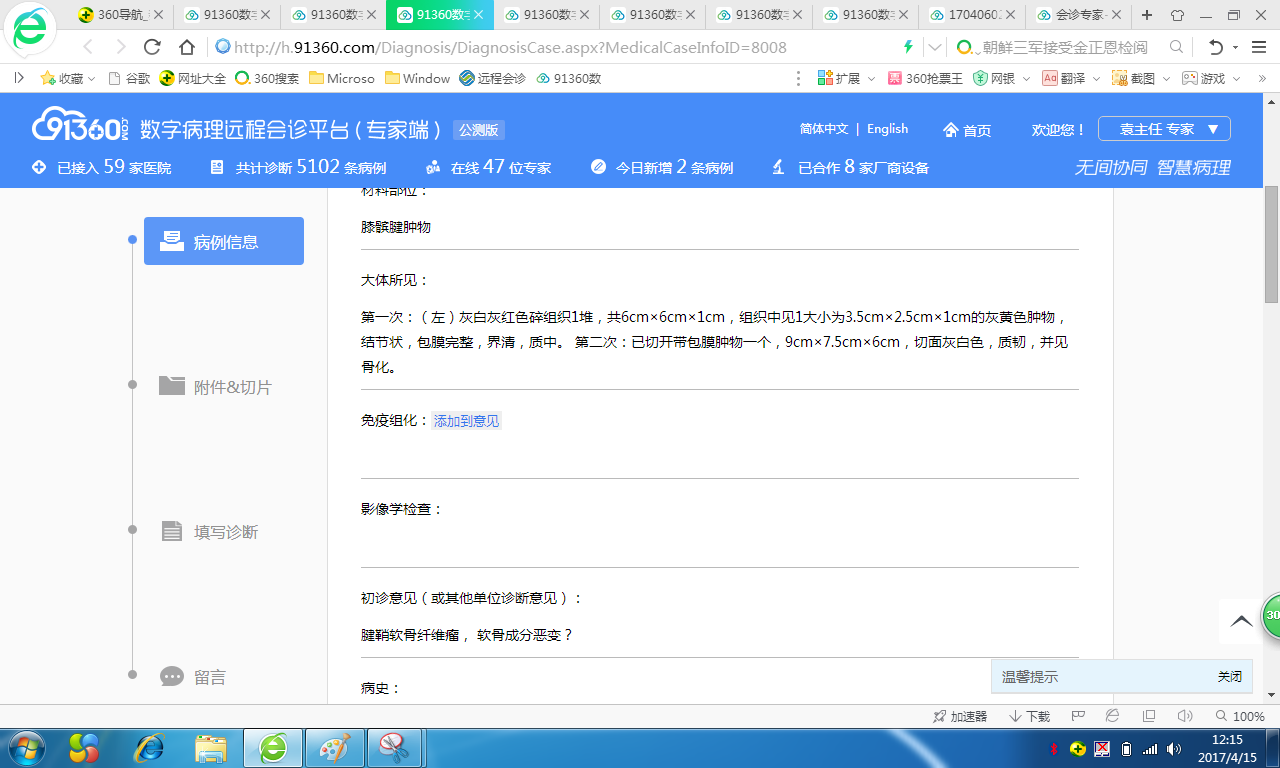 360导航_
91360数字
91360数字
91360数字
91360数字
91360数字
91360数字
91360数字
1704060
会诊专家
http://h.91360.com/Diagnosis/DiagnosisCase.aspx?MedicalCaseInfoId=8008
朝鲜三军接受金正恩检阅
收藏
谷歌
网址大全
360搜索
Microso
Window
远程会诊
91360数
扩展
360抢票王
网银
翻译
截图
游戏
91360.COM 数字病理远程会诊平台(专家端) 公测版
简体中文 | English
首页
欢迎您！
袁主任 专家 ▼
已接入 59 家医院
共计诊断 5102 条病例
在线 47 位专家
今日新增 2 条病例
已合作 8 家厂商设备
无间协同 智慧病理
病例信息
附件&切片
填写诊断
留言
材料部位：
膝髌腱肿物
大体所见：
第一次：（左）灰白灰红色碎组织1堆，共6cm×6cm×1cm，组织中见1大小为3.5cm×2.5cm×1cm的灰黄色肿物，
结节状，包膜完整，界清，质中。 第二次：已切开带包膜肿物一个，9cm×7.5cm×6cm，切面灰白色，质韧，并见
骨化。
免疫组化： 添加到意见
影像学检查：
初诊意见（或其他单位诊断意见）：
腱鞘软骨纤维瘤， 软骨成分恶变？
病史：
30
温馨提示
关闭
加速器
下载
100%
12:15
2017/4/15